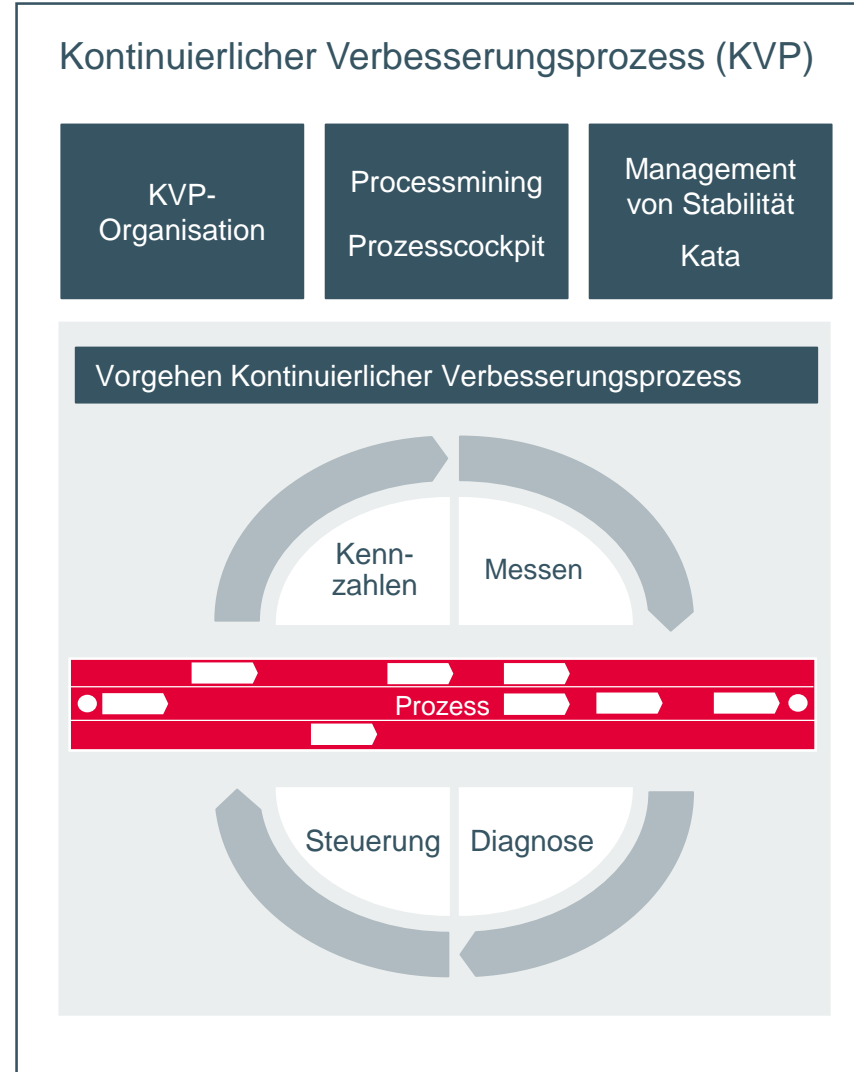 Kontinuierlicher Verbesserungsprozess (KVP)
KVP-
Organisation
Processmining
Prozesscockpit
Management
von Stabilität
Kata
Vorgehen Kontinuierlicher Verbesserungsprozess
Kenn-
zahlen
Messen
Prozess
Steuerung
Diagnose